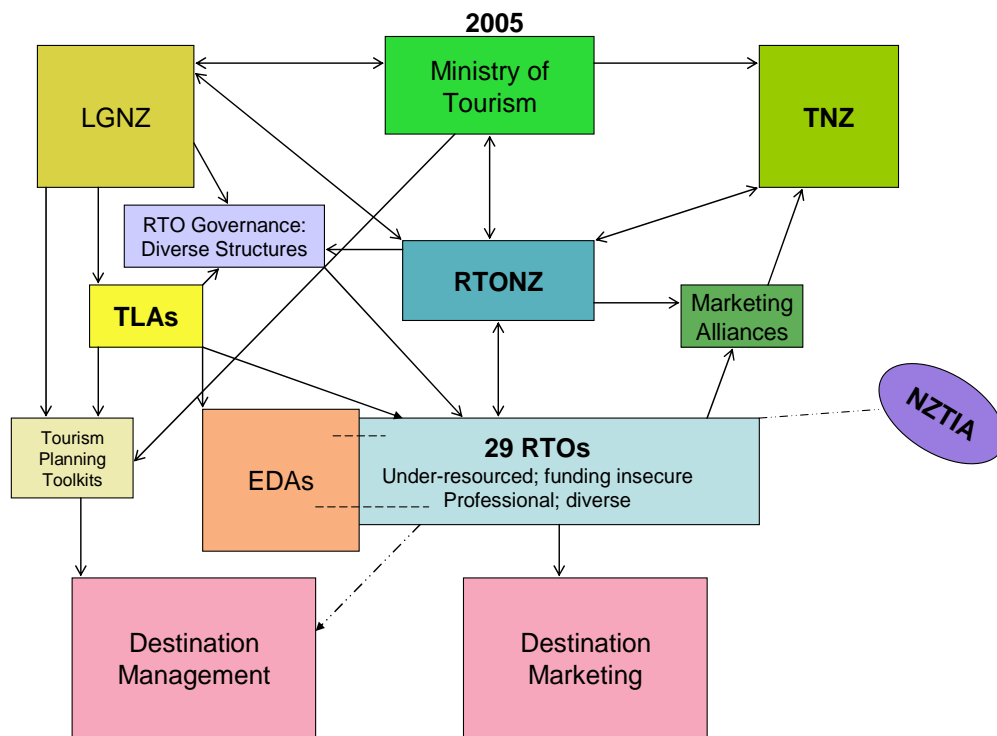 2005
LGNZ
Ministry of
Tourism
TNZ
RTO Governance:
Diverse Structures
RTONZ
TLAs
Marketing
Alliances
NZTIA
Tourism
Planning
Toolkits
EDAs
29 RTOs
Under-resourced; funding insecure
Professional; diverse
Destination
Management
Destination
Marketing